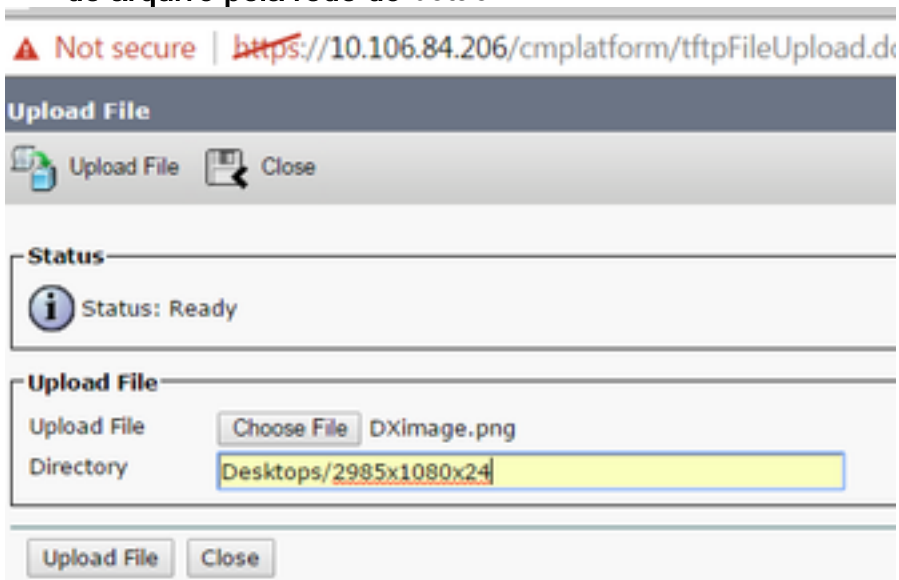 Not secure | https://10.106.84.206/cmplatform/tftpFileUpload.do
Upload File
Upload File Close
Status
Status: Ready
Upload File
Upload File Choose File DXimage.png
Directory Desktops/2985x1080x24
Upload File Close